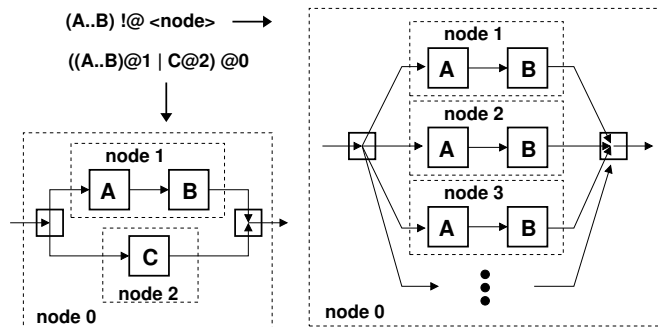 (A..B) !@ <node>
((A..B)@1 | C@2) @0
node 1
A B
C
node 2
node 0
node 1
A B
node 2
A B
node 3
A B
node 0